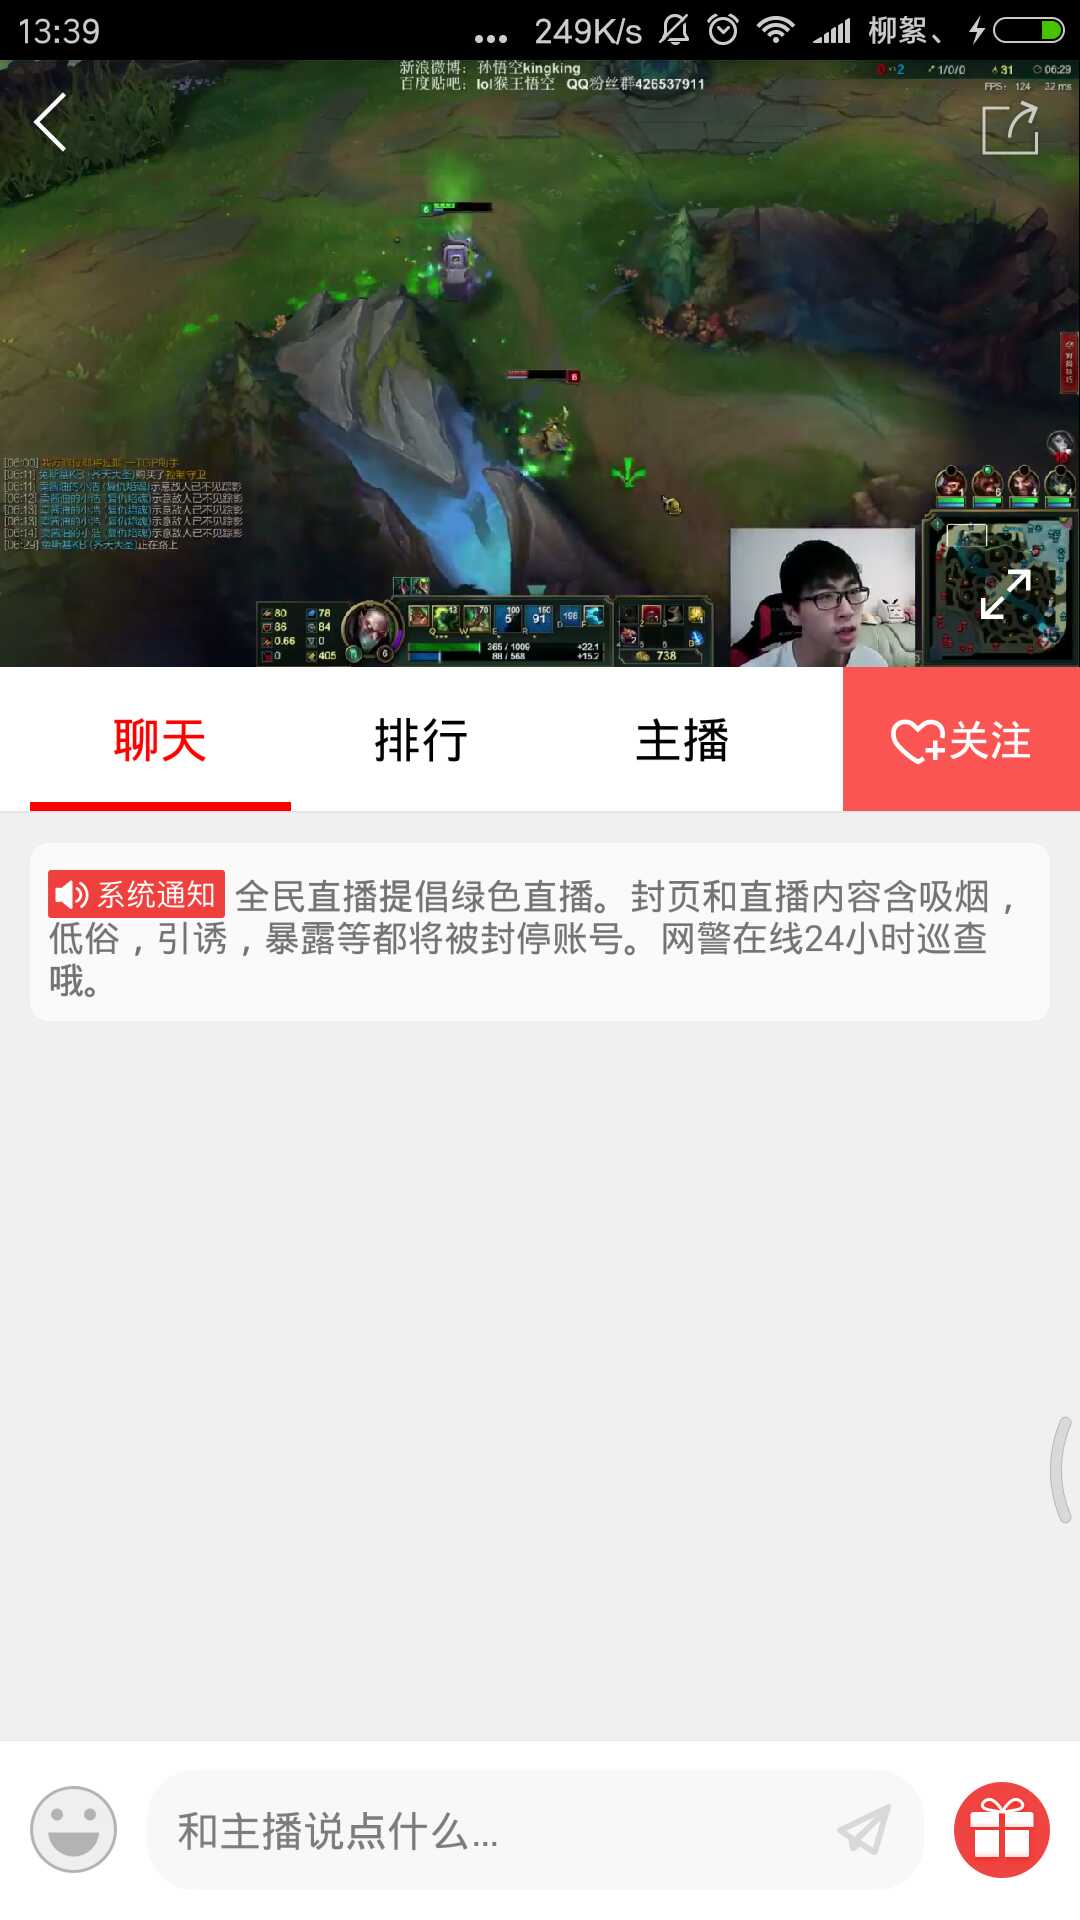 13:39
... 249K/s 柳絮、
新浪微博：孙悟空kingking
百度贴吧：lol猴王悟空 QQ粉丝群426537911
0 vs 2 1/0/0 31 06:29
FPS: 124 32 ms
6
6
80 78
86 84
0.66 0
0 405
365 / 1009 +22.1
88 / 568 +15.2
738
聊天
排行
主播
关注
系统通知 全民直播提倡绿色直播。封页和直播内容含吸烟，
低俗，引诱，暴露等都将被封停账号。网警在线24小时巡查
哦。
和主播说点什么...